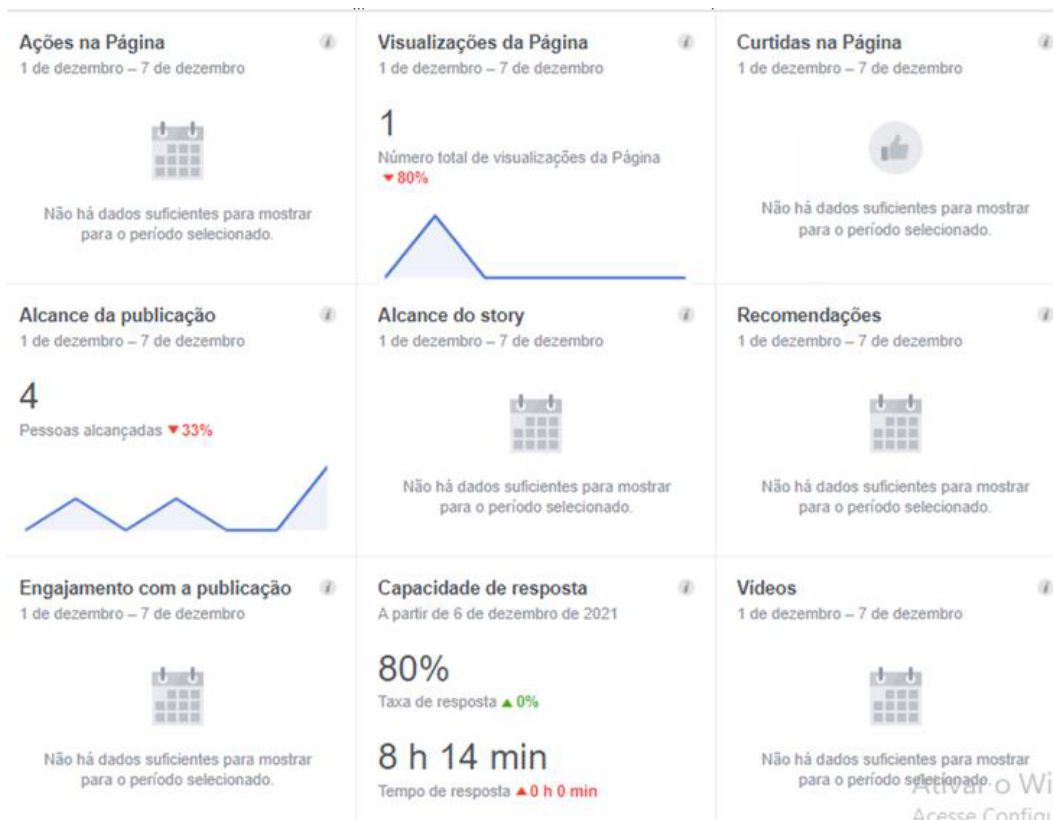 Ações na Página
1 de dezembro – 7 de dezembro
Não há dados suficientes para mostrar
para o período selecionado.
Visualizações da Página
1 de dezembro – 7 de dezembro
1
Número total de visualizações da Página
▼80%
Curtidas na Página
1 de dezembro – 7 de dezembro
Não há dados suficientes para mostrar
para o período selecionado.
Alcance da publicação
1 de dezembro – 7 de dezembro
4
Pessoas alcançadas ▼33%
Alcance do story
1 de dezembro – 7 de dezembro
Não há dados suficientes para mostrar
para o período selecionado.
Recomendações
1 de dezembro – 7 de dezembro
Não há dados suficientes para mostrar
para o período selecionado.
Engajamento com a publicação
1 de dezembro – 7 de dezembro
Não há dados suficientes para mostrar
para o período selecionado.
Capacidade de resposta
A partir de 6 de dezembro de 2021
80%
Taxa de resposta ▲0%
8 h 14 min
Tempo de resposta ▲0 h 0 min
Vídeos
1 de dezembro – 7 de dezembro
Não há dados suficientes para mostrar
para o período selecionado.
Ativar o Wi
Acesse Config